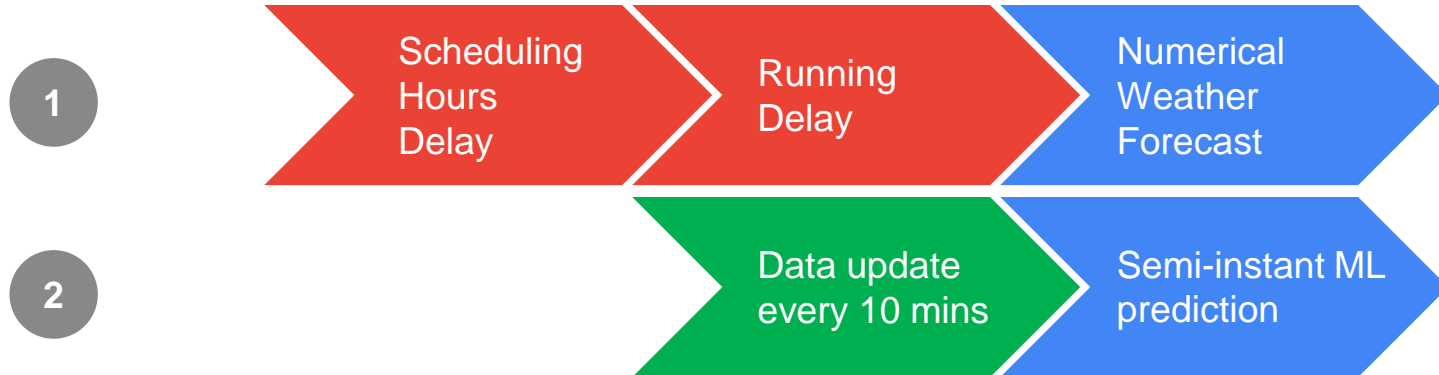 1
Scheduling
Hours
Delay
Running
Delay
Numerical
Weather
Forecast
2
Data update
every 10 mins
Semi-instant ML
prediction